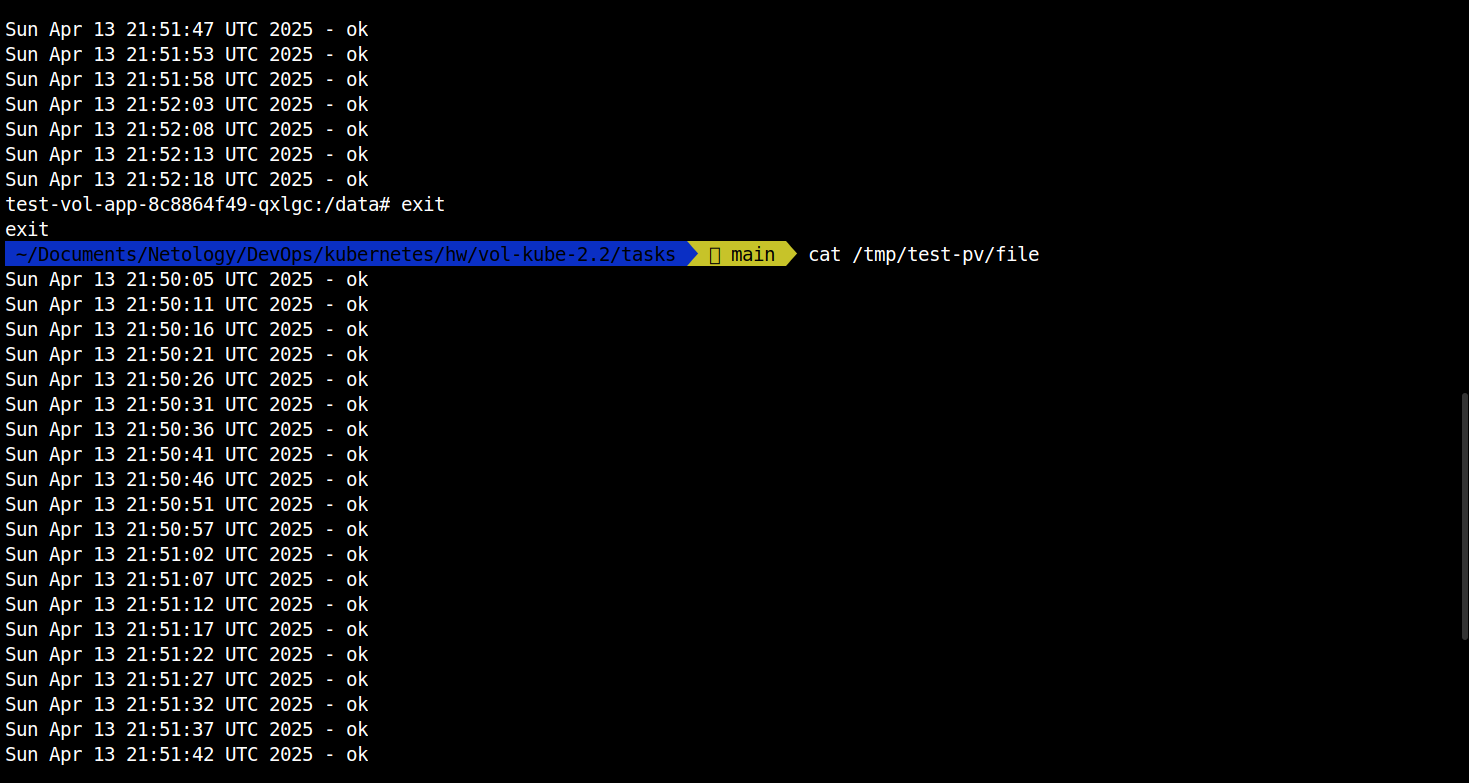 Sun Apr 13 21:51:47 UTC 2025 - ok
Sun Apr 13 21:51:53 UTC 2025 - ok
Sun Apr 13 21:51:58 UTC 2025 - ok
Sun Apr 13 21:52:03 UTC 2025 - ok
Sun Apr 13 21:52:08 UTC 2025 - ok
Sun Apr 13 21:52:13 UTC 2025 - ok
Sun Apr 13 21:52:18 UTC 2025 - ok
test-vol-app-8c8864f49-qxlgc:/data# exit
exit
~/Documents/Netology/DevOps/kubernetes/hw/vol-kube-2.2/tasks main cat /tmp/test-pv/file
Sun Apr 13 21:50:05 UTC 2025 - ok
Sun Apr 13 21:50:11 UTC 2025 - ok
Sun Apr 13 21:50:16 UTC 2025 - ok
Sun Apr 13 21:50:21 UTC 2025 - ok
Sun Apr 13 21:50:26 UTC 2025 - ok
Sun Apr 13 21:50:31 UTC 2025 - ok
Sun Apr 13 21:50:36 UTC 2025 - ok
Sun Apr 13 21:50:41 UTC 2025 - ok
Sun Apr 13 21:50:46 UTC 2025 - ok
Sun Apr 13 21:50:51 UTC 2025 - ok
Sun Apr 13 21:50:57 UTC 2025 - ok
Sun Apr 13 21:51:02 UTC 2025 - ok
Sun Apr 13 21:51:07 UTC 2025 - ok
Sun Apr 13 21:51:12 UTC 2025 - ok
Sun Apr 13 21:51:17 UTC 2025 - ok
Sun Apr 13 21:51:22 UTC 2025 - ok
Sun Apr 13 21:51:27 UTC 2025 - ok
Sun Apr 13 21:51:32 UTC 2025 - ok
Sun Apr 13 21:51:37 UTC 2025 - ok
Sun Apr 13 21:51:42 UTC 2025 - ok